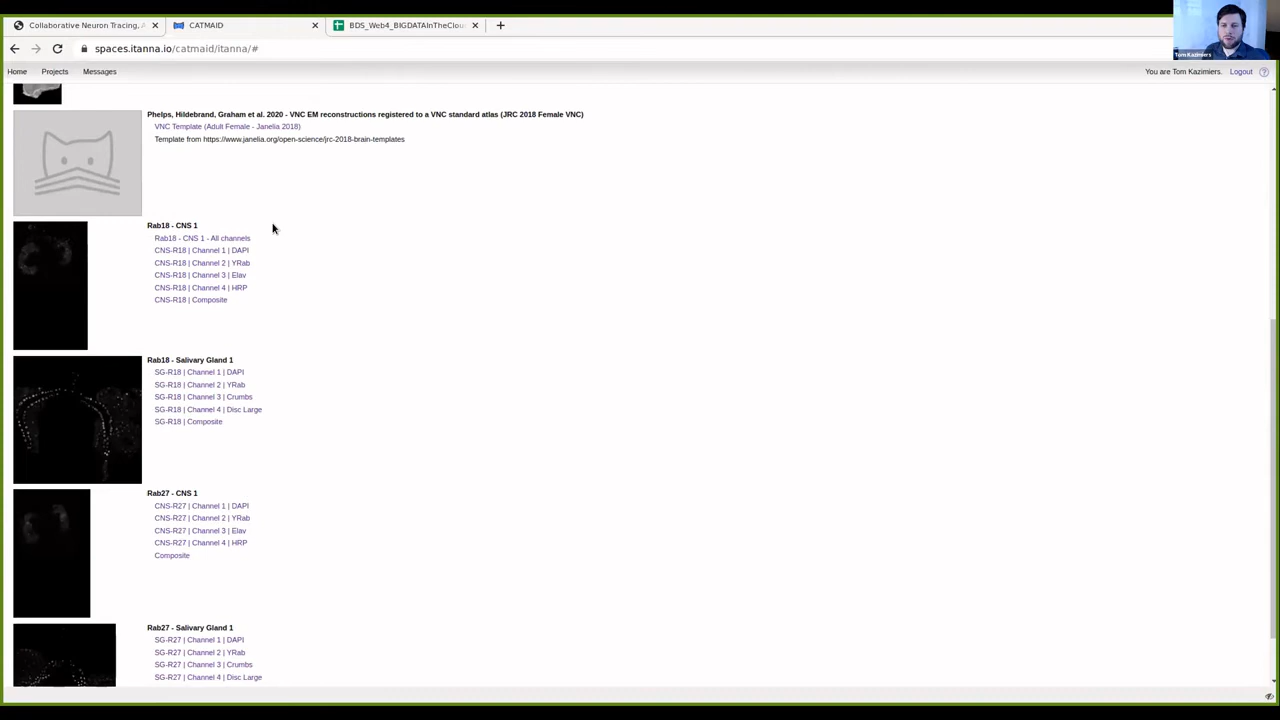 Collaborative Neuron Tracing, A
CATMAID
BDS_Web4_BIGDATAInTheClou
spaces.itanna.io/catmaid/itanna/#
Tom Kazimiers
Home Projects Messages
You are Tom Kazimiers. Logout
Phelps, Hildebrand, Graham et al. 2020 - VNC EM reconstructions registered to a VNC standard atlas (JRC 2018 Female VNC)
VNC Template (Adult Female - Janelia 2018)
Template from https://www.janelia.org/open-science/jrc-2018-brain-templates
Rab18 - CNS 1
Rab18 - CNS 1 - All channels
CNS-R18 | Channel 1 | DAPI
CNS-R18 | Channel 2 | YRab
CNS-R18 | Channel 3 | Elav
CNS-R18 | Channel 4 | HRP
CNS-R18 | Composite
Rab18 - Salivary Gland 1
SG-R18 | Channel 1 | DAPI
SG-R18 | Channel 2 | YRab
SG-R18 | Channel 3 | Crumbs
SG-R18 | Channel 4 | Disc Large
SG-R18 | Composite
Rab27 - CNS 1
CNS-R27 | Channel 1 | DAPI
CNS-R27 | Channel 2 | YRab
CNS-R27 | Channel 3 | Elav
CNS-R27 | Channel 4 | HRP
Composite
Rab27 - Salivary Gland 1
SG-R27 | Channel 1 | DAPI
SG-R27 | Channel 2 | YRab
SG-R27 | Channel 3 | Crumbs
SG-R27 | Channel 4 | Disc Large